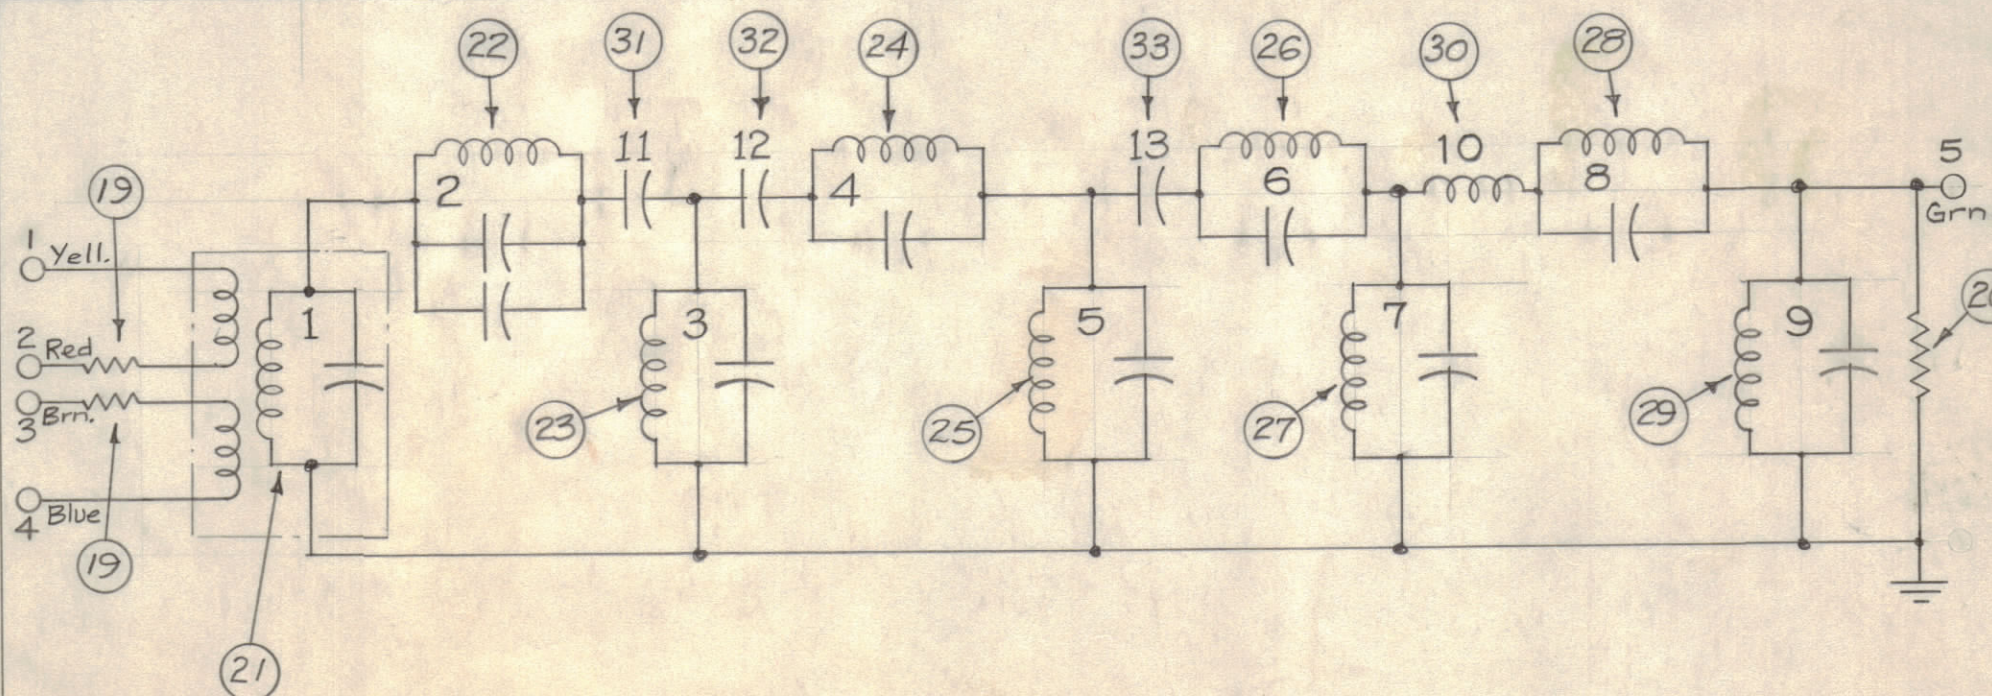 22 31 32 24 33 26 30 28
11 12 13 10
19 2 4 6 8 5
1 Yell. Grn
2 Red 1 3 5 7 9
3 Brn. 23 25 27 29
4 Blue
19
21